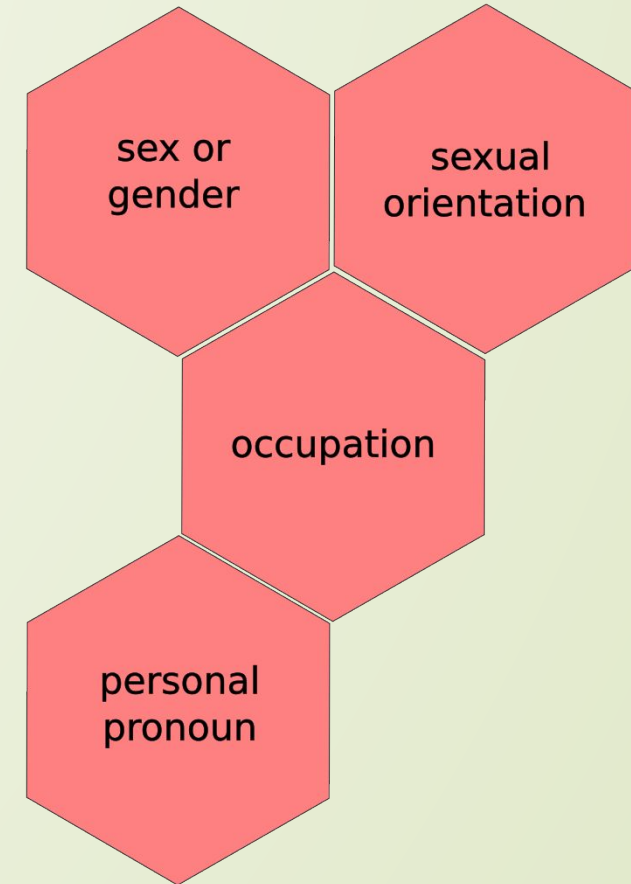 sex or
gender
sexual
orientation
occupation
personal
pronoun